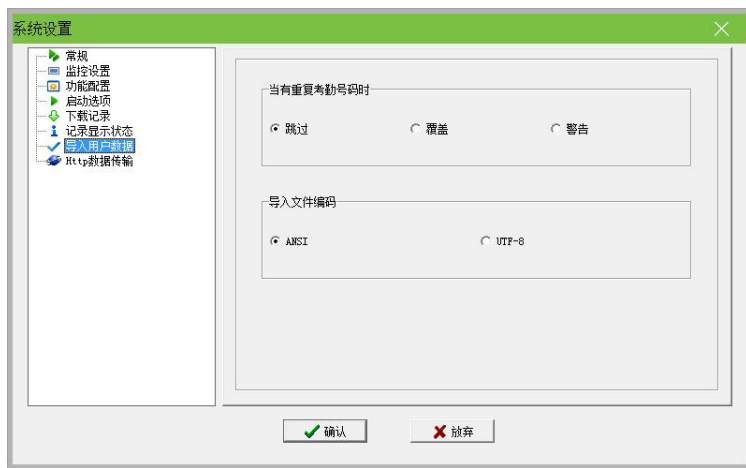 系统设置
常规
监控设置
功能配置
启动选项
下载记录
记录显示状态
导入用户数据
Http数据传输
当有重复考勤号码时
跳过 覆盖 警告
导入文件编码
ANSI UTF-8
确认 放弃